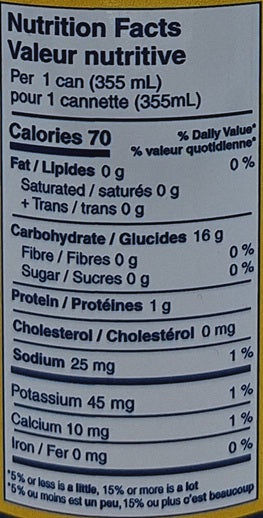 Nutrition Facts
Valeur nutritive
Per 1 can (355 mL)
pour 1 cannette (355mL)
Calories 70
% Daily Value*
% valeur quotidienne*
Fat / Lipides 0 g 0 %
Saturated / saturés 0 g
+ Trans / trans 0 g
Carbohydrate / Glucides 16 g
Fibre / Fibres 0 g 0 %
Sugar / Sucres 0 g 0 %
Protein / Protéines 1 g
Cholesterol / Cholestérol 0 mg
Sodium 25 mg 1 %
Potassium 45 mg 1 %
Calcium 10 mg 1 %
Iron / Fer 0 mg 0 %
*5% or less is a little, 15% or more is a lot
*5% ou moins est un peu, 15% ou plus c'est beaucoup